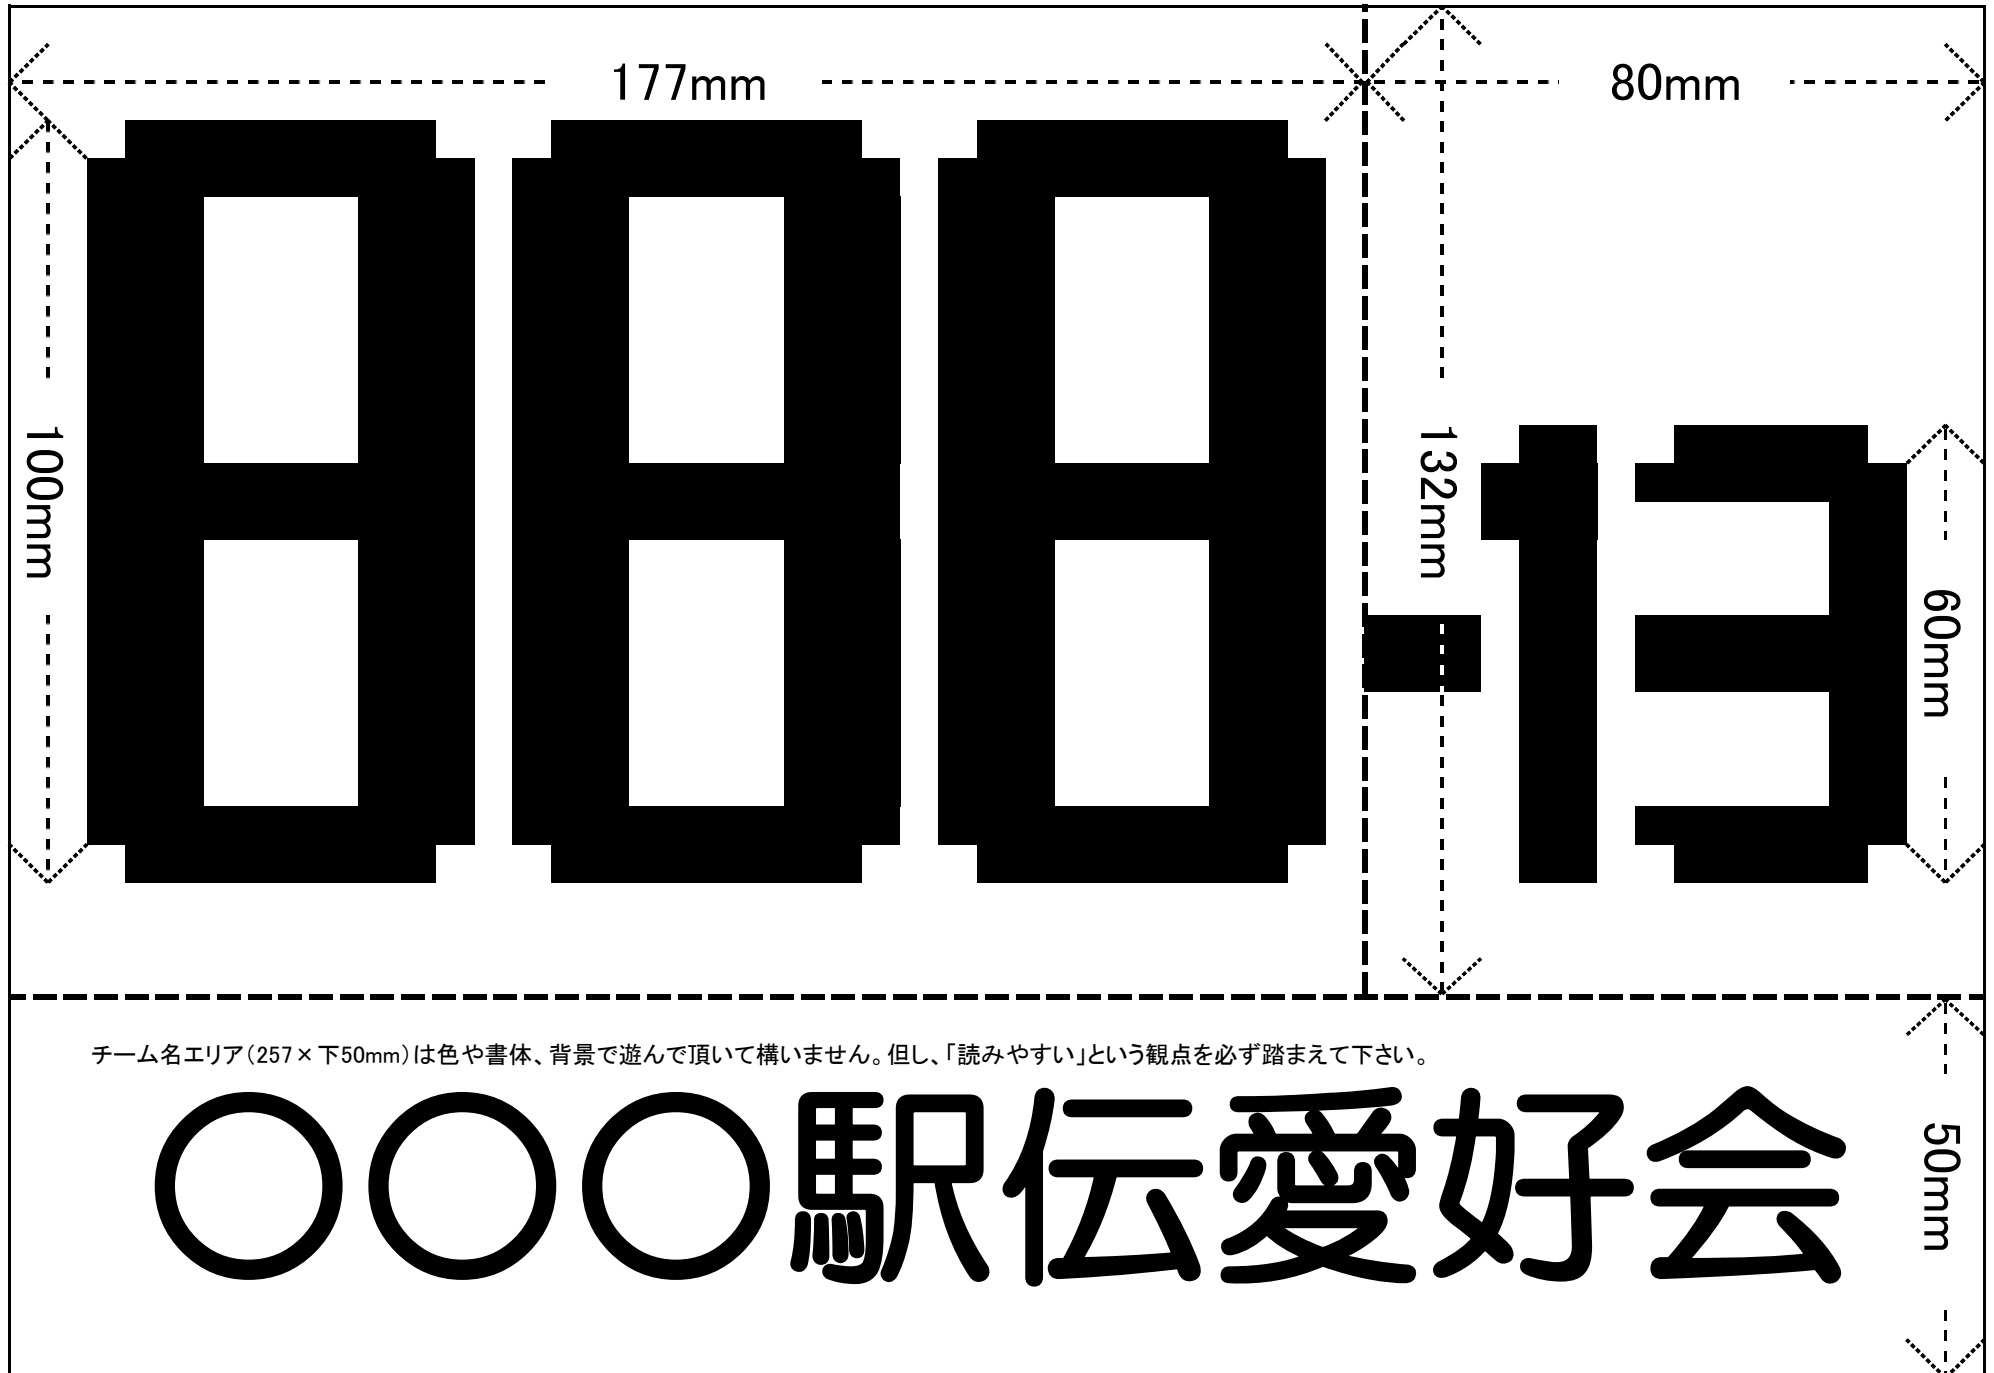 177mm
80mm
100mm
888
132mm
-13
60mm
チーム名エリア(257×下50mm)は色や書体、背景で遊んで頂いて構いません。但し、「読みやすい」という観点を必ず踏まえて下さい。
○○○駅伝愛好会
50mm